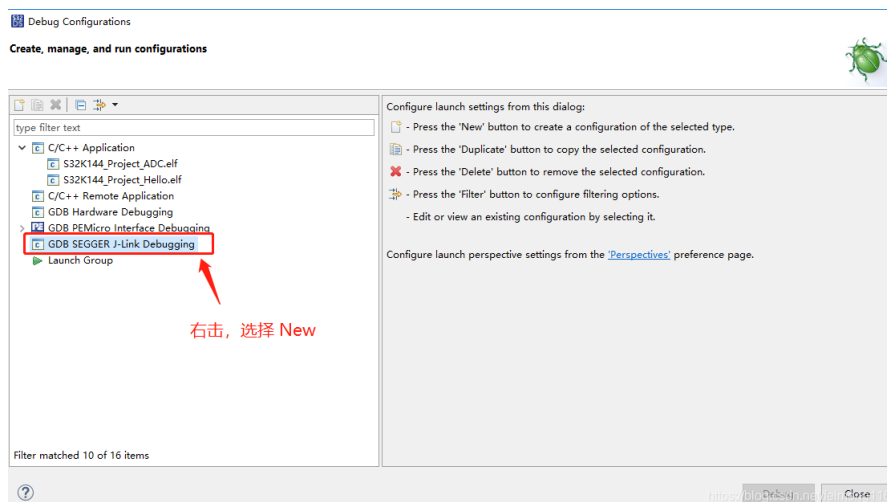 Debug Configurations
Create, manage, and run configurations
type filter text
C/C++ Application
S32K144_Project_ADC.elf
S32K144_Project_Hello.elf
C/C++ Remote Application
GDB Hardware Debugging
GDB PEMicro Interface Debugging
GDB SEGGER J-Link Debugging
Launch Group
右击，选择 New
Filter matched 10 of 16 items
Configure launch settings from this dialog:
- Press the 'New' button to create a configuration of the selected type.
- Press the 'Duplicate' button to copy the selected configuration.
- Press the 'Delete' button to remove the selected configuration.
- Press the 'Filter' button to configure filtering options.
- Edit or view an existing configuration by selecting it.
Configure launch perspective settings from the 'Perspectives' preference page.
Debug
Close